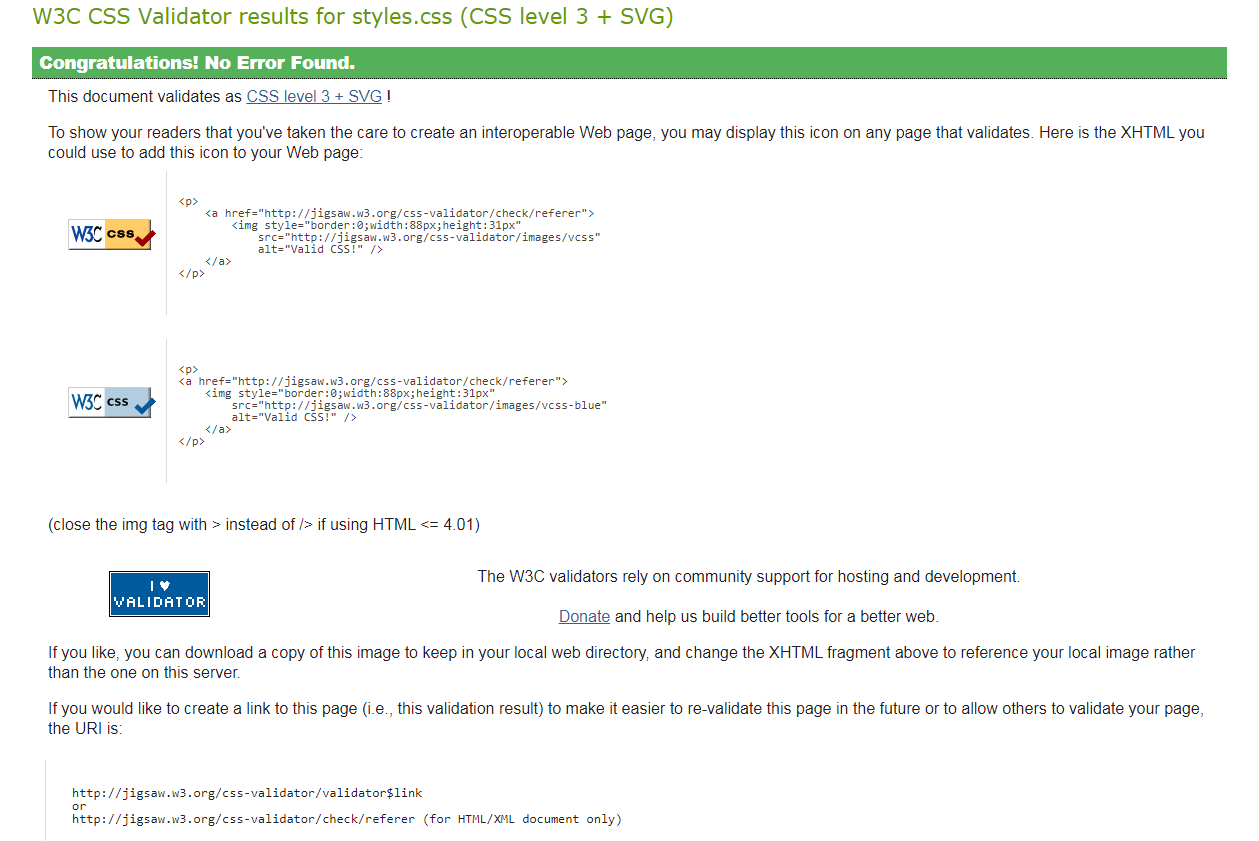 W3C CSS Validator results for styles.css (CSS level 3 + SVG)
Congratulations! No Error Found.
This document validates as CSS level 3 + SVG !
To show your readers that you've taken the care to create an interoperable Web page, you may display this icon on any page that validates. Here is the XHTML you
could use to add this icon to your Web page:
W3C css
<p>
<a href="http://jigsaw.w3.org/css-validator/check/referer">
<img style="border:0;width:88px;height:31px"
src="http://jigsaw.w3.org/css-validator/images/vcss"
alt="Valid CSS!" />
</a>
</p>
W3C css
<p>
<a href="http://jigsaw.w3.org/css-validator/check/referer">
<img style="border:0;width:88px;height:31px"
src="http://jigsaw.w3.org/css-validator/images/vcss-blue"
alt="Valid CSS!" />
</a>
</p>
(close the img tag with > instead of /> if using HTML <= 4.01)
I ♥
VALIDATOR
The W3C validators rely on community support for hosting and development.
Donate and help us build better tools for a better web.
If you like, you can download a copy of this image to keep in your local web directory, and change the XHTML fragment above to reference your local image rather
than the one on this server.
If you would like to create a link to this page (i.e., this validation result) to make it easier to re-validate this page in the future or to allow others to validate your page,
the URI is:
http://jigsaw.w3.org/css-validator/validator$link
or
http://jigsaw.w3.org/css-validator/check/referer (for HTML/XML document only)